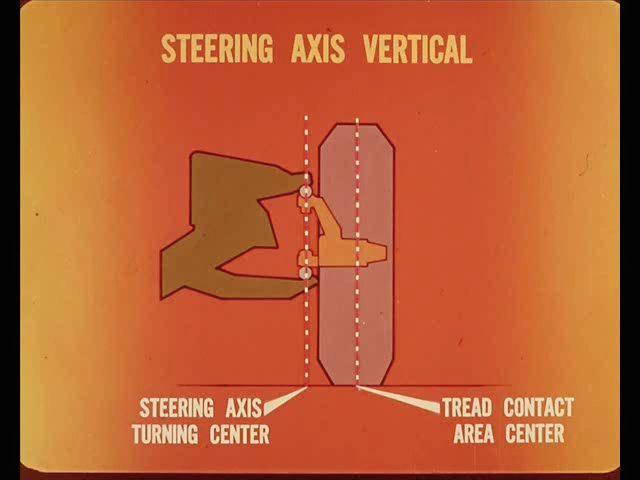 STEERING AXIS VERTICAL
STEERING AXIS
TURNING CENTER
TREAD CONTACT
AREA CENTER